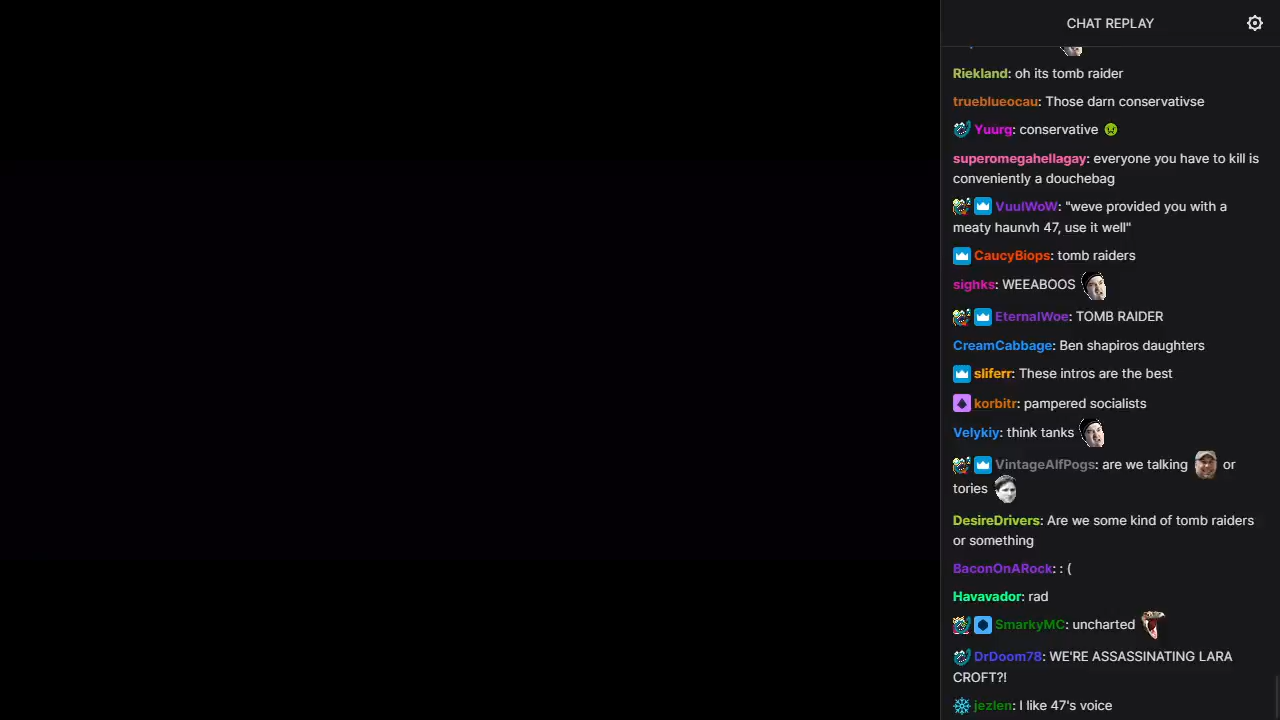 CHAT REPLAY
Riekland: oh its tomb raider
trueblueocau: Those darn conservativse
Yuurg: conservative
superomegahellagay: everyone you have to kill is
conveniently a douchebag
VuulWoW: "weve provided you with a
meaty haunvh 47, use it well"
CaucyBiops: tomb raiders
sighks: WEEABOOS
EternalWoe: TOMB RAIDER
CreamCabbage: Ben shapiros daughters
sliferr: These intros are the best
korbitr: pampered socialists
Velykiy: think tanks
VintageAlfPogs: are we talking or
tories
DesireDrivers: Are we some kind of tomb raiders
or something
BaconOnARock: : (
Havavador: rad
SmarkyMC: uncharted
DrDoom78: WE'RE ASSASSINATING LARA
CROFT?!
jezlen: I like 47's voice